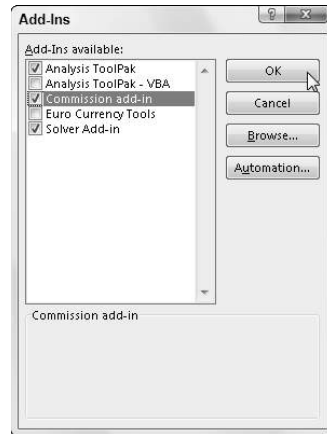 Add-Ins
Add-Ins available:
Analysis ToolPak
Analysis ToolPak - VBA
Commission add-in
Euro Currency Tools
Solver Add-in
OK
Cancel
Browse...
Automation...
Commission add-in